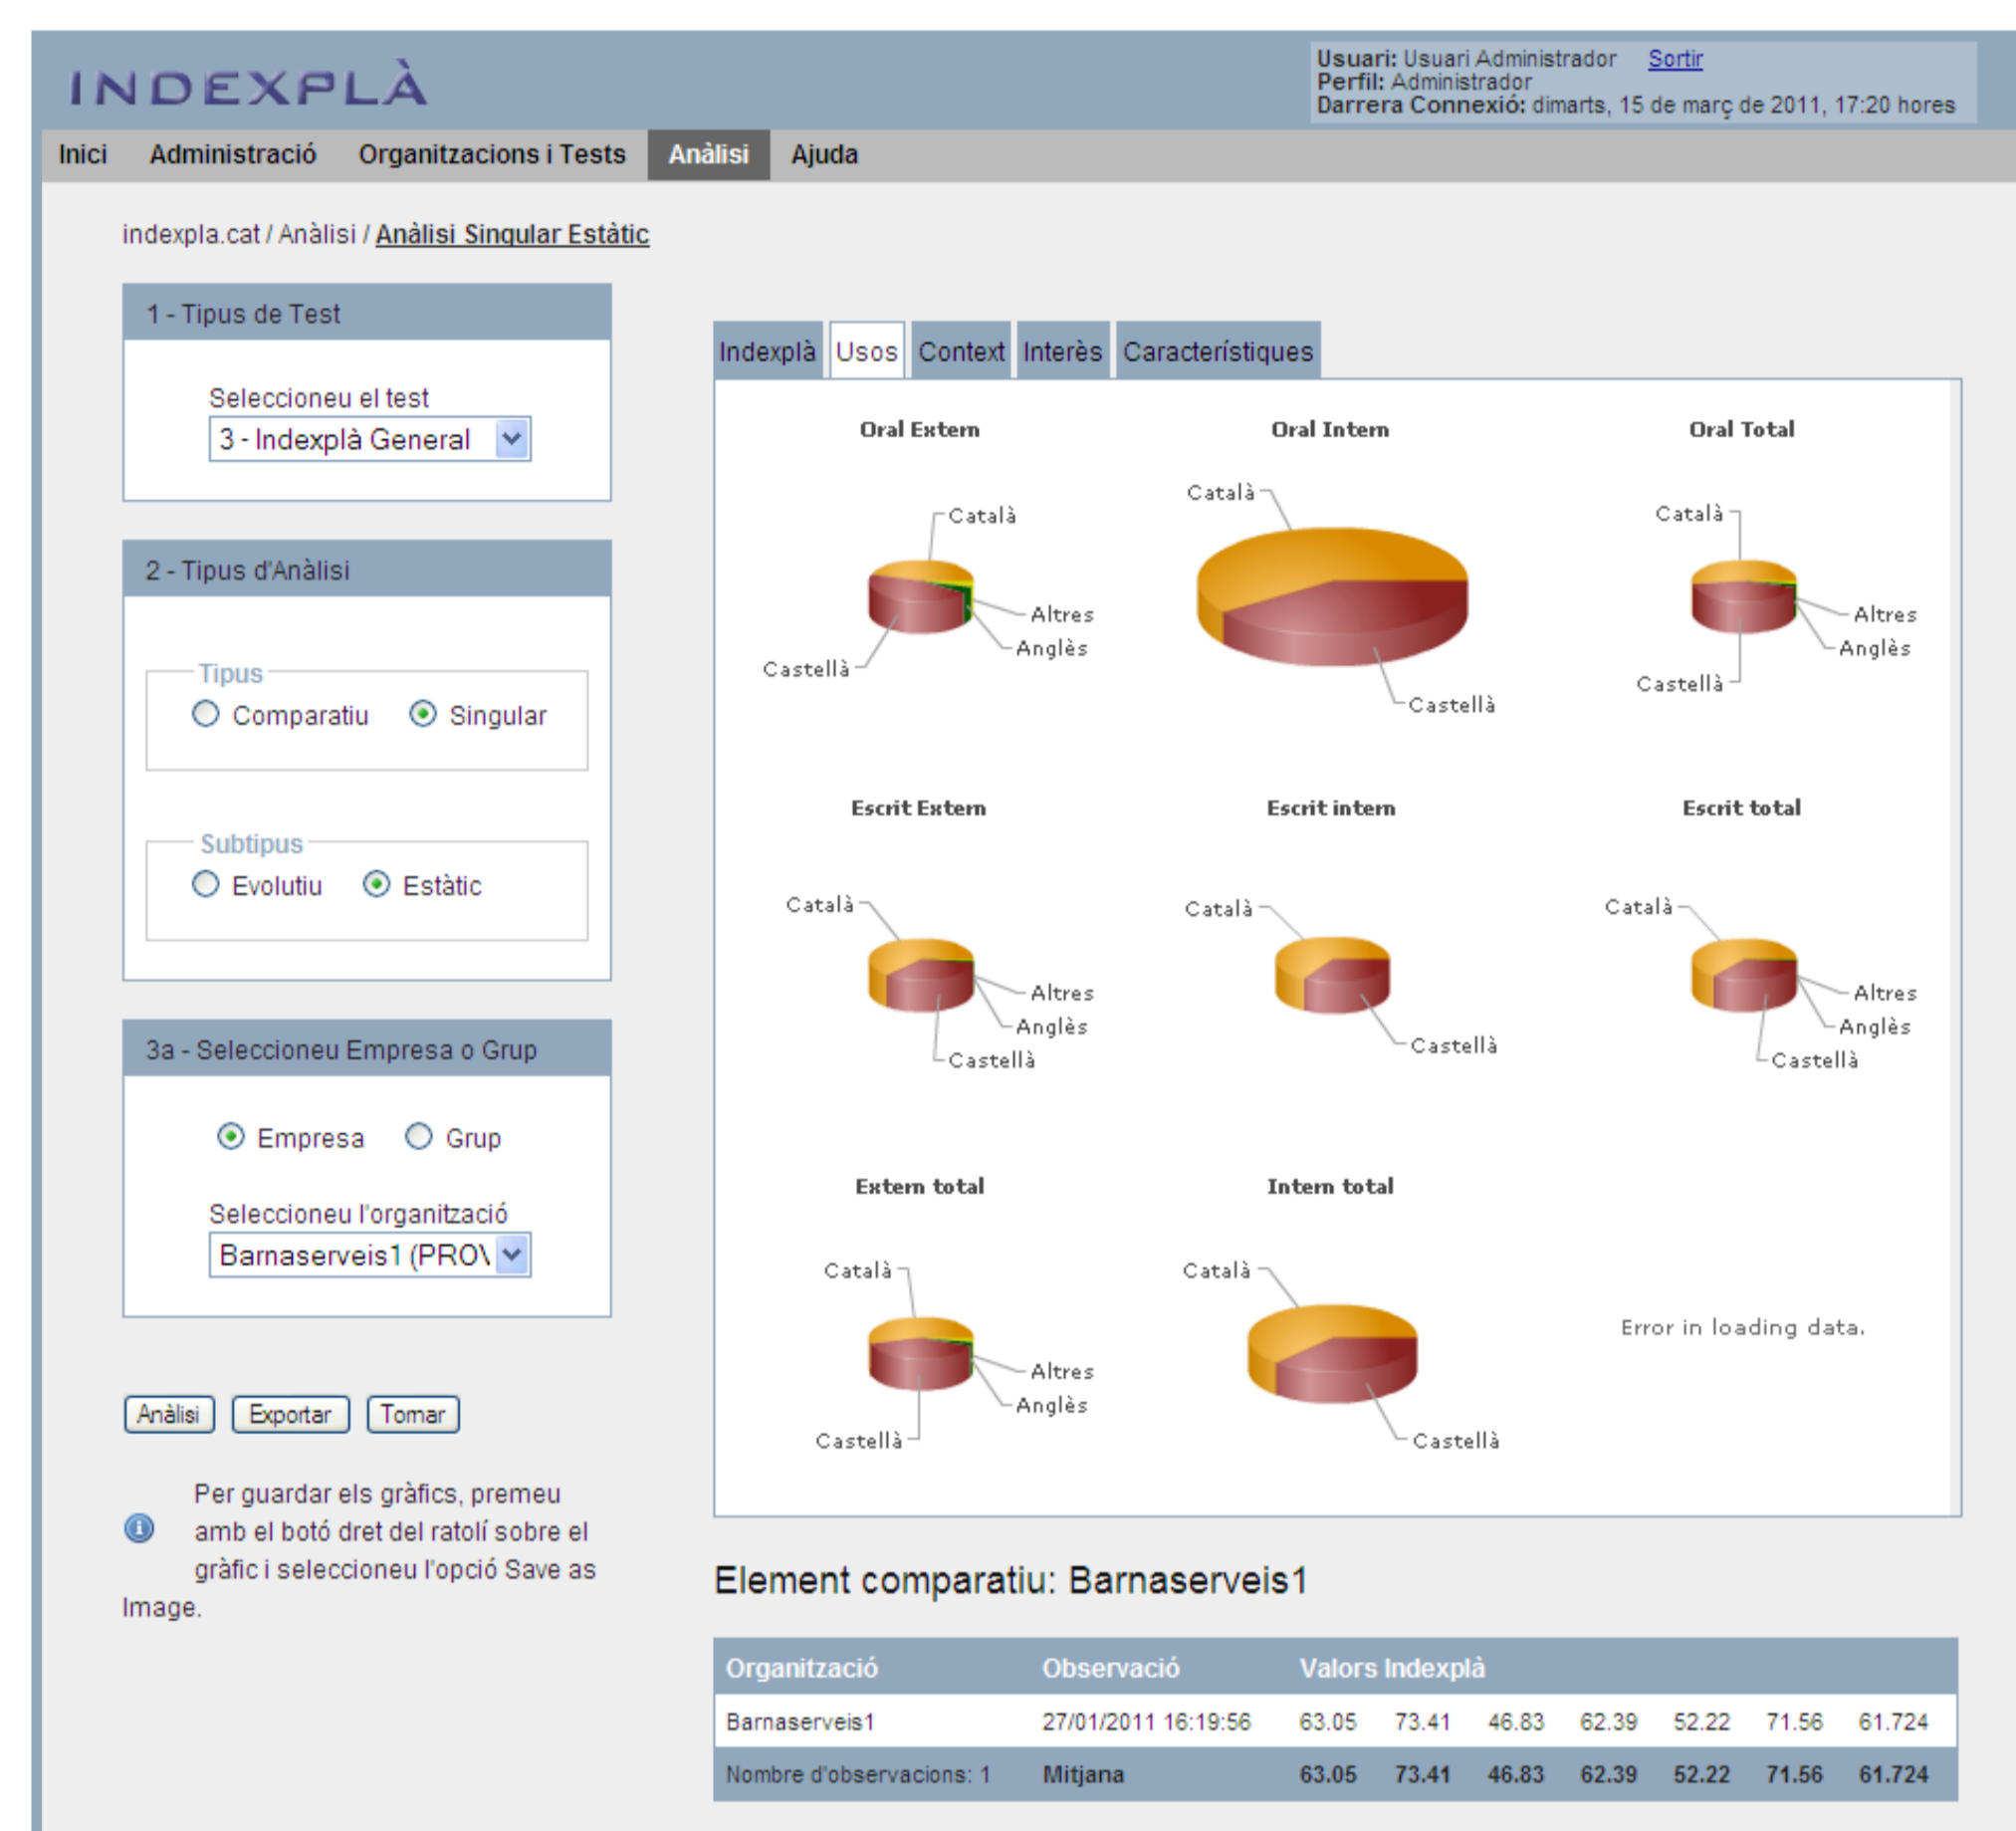 INDEXPLÀ
Usuari: Usuari Administrador Sortir
Perfil: Administrador
Darrera Connexió: dimarts, 15 de març de 2011, 17:20 hores
Inici Administració Organitzacions i Tests Anàlisi Ajuda
indexpla.cat / Anàlisi / Anàlisi Singular Estàtic
1 - Tipus de Test
Seleccioneu el test
3 - Indexplà General
2 - Tipus d'Anàlisi
Tipus
Comparatiu Singular
Subtipus
Evolutiu Estàtic
3a - Seleccioneu Empresa o Grup
Empresa Grup
Seleccioneu l'organització
Barnaserveis1 (PROV
Anàlisi Exportar Tornar
Per guardar els gràfics, premeu
amb el botó dret del ratolí sobre el
gràfic i seleccioneu l'opció Save as
Image.
Indexplà Usos Context Interès Característiques
Oral Extern
Català
Altres
Anglès
Castellà
Oral Intern
Català
Castellà
Oral Total
Català
Altres
Anglès
Castellà
Escrit Extern
Català
Altres
Anglès
Castellà
Escrit intern
Català
Castellà
Escrit total
Català
Altres
Anglès
Castellà
Extern total
Català
Altres
Anglès
Castellà
Intern total
Català
Castellà
Error in loading data.
Element comparatiu: Barnaserveis1
Organització Observació Valors Indexplà
Barnaserveis1 27/01/2011 16:19:56 63.05 73.41 46.83 62.39 52.22 71.56 61.724
Nombre d'observacions: 1 Mitjana 63.05 73.41 46.83 62.39 52.22 71.56 61.724